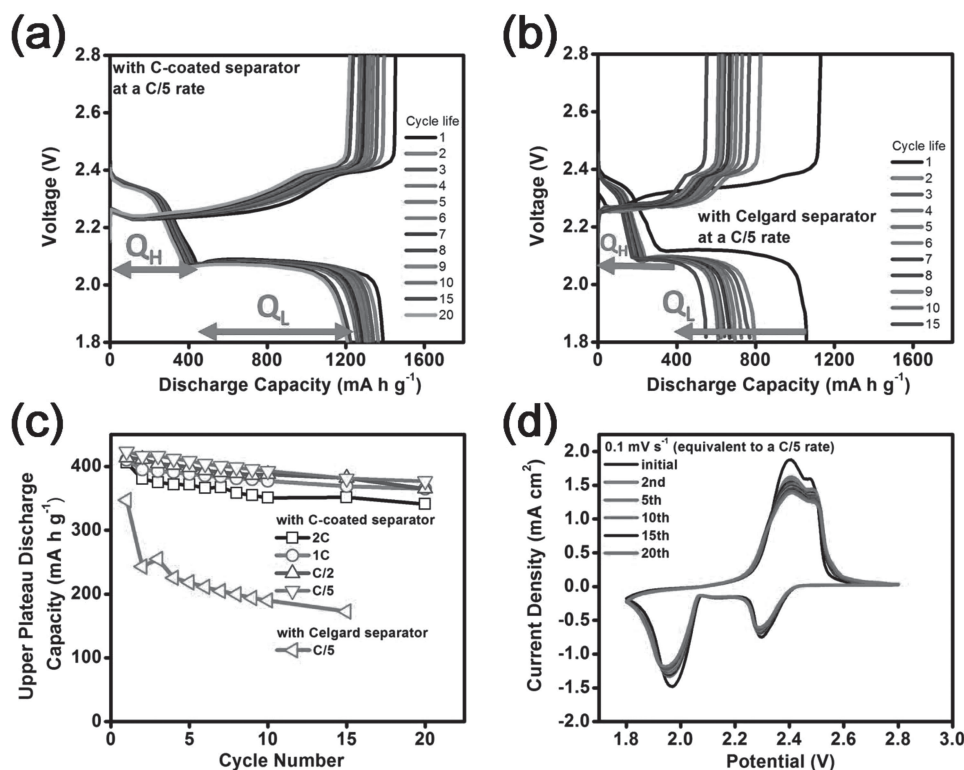 (a)
with C-coated separator
at a C/5 rate
Cycle life
1
2
3
4
5
6
7
8
9
10
15
20
Q_H
Q_L
2.8
2.6
2.4
2.2
2.0
1.8
Voltage (V)
0 400 800 1200 1600
Discharge Capacity (mA h g⁻¹)
(b)
Cycle life
1
2
3
4
5
6
7
8
9
10
15
with Celgard separator
at a C/5 rate
Q_H
Q_L
2.8
2.6
2.4
2.2
2.0
1.8
Voltage (V)
0 400 800 1200 1600
Discharge Capacity (mA h g⁻¹)
(c)
400
300
200
100
0
Upper Plateau Discharge
Capacity (mA h g⁻¹)
with C-coated separator
2C
1C
C/2
C/5
with Celgard separator
C/5
0 5 10 15 20
Cycle Number
(d)
0.1 mV s⁻¹ (equivalent to a C/5 rate)
initial
2nd
5th
10th
15th
20th
2.0
1.5
1.0
0.5
0.0
-0.5
-1.0
-1.5
-2.0
Current Density (mA cm⁻²)
1.8 2.0 2.2 2.4 2.6 2.8 3.0
Potential (V)